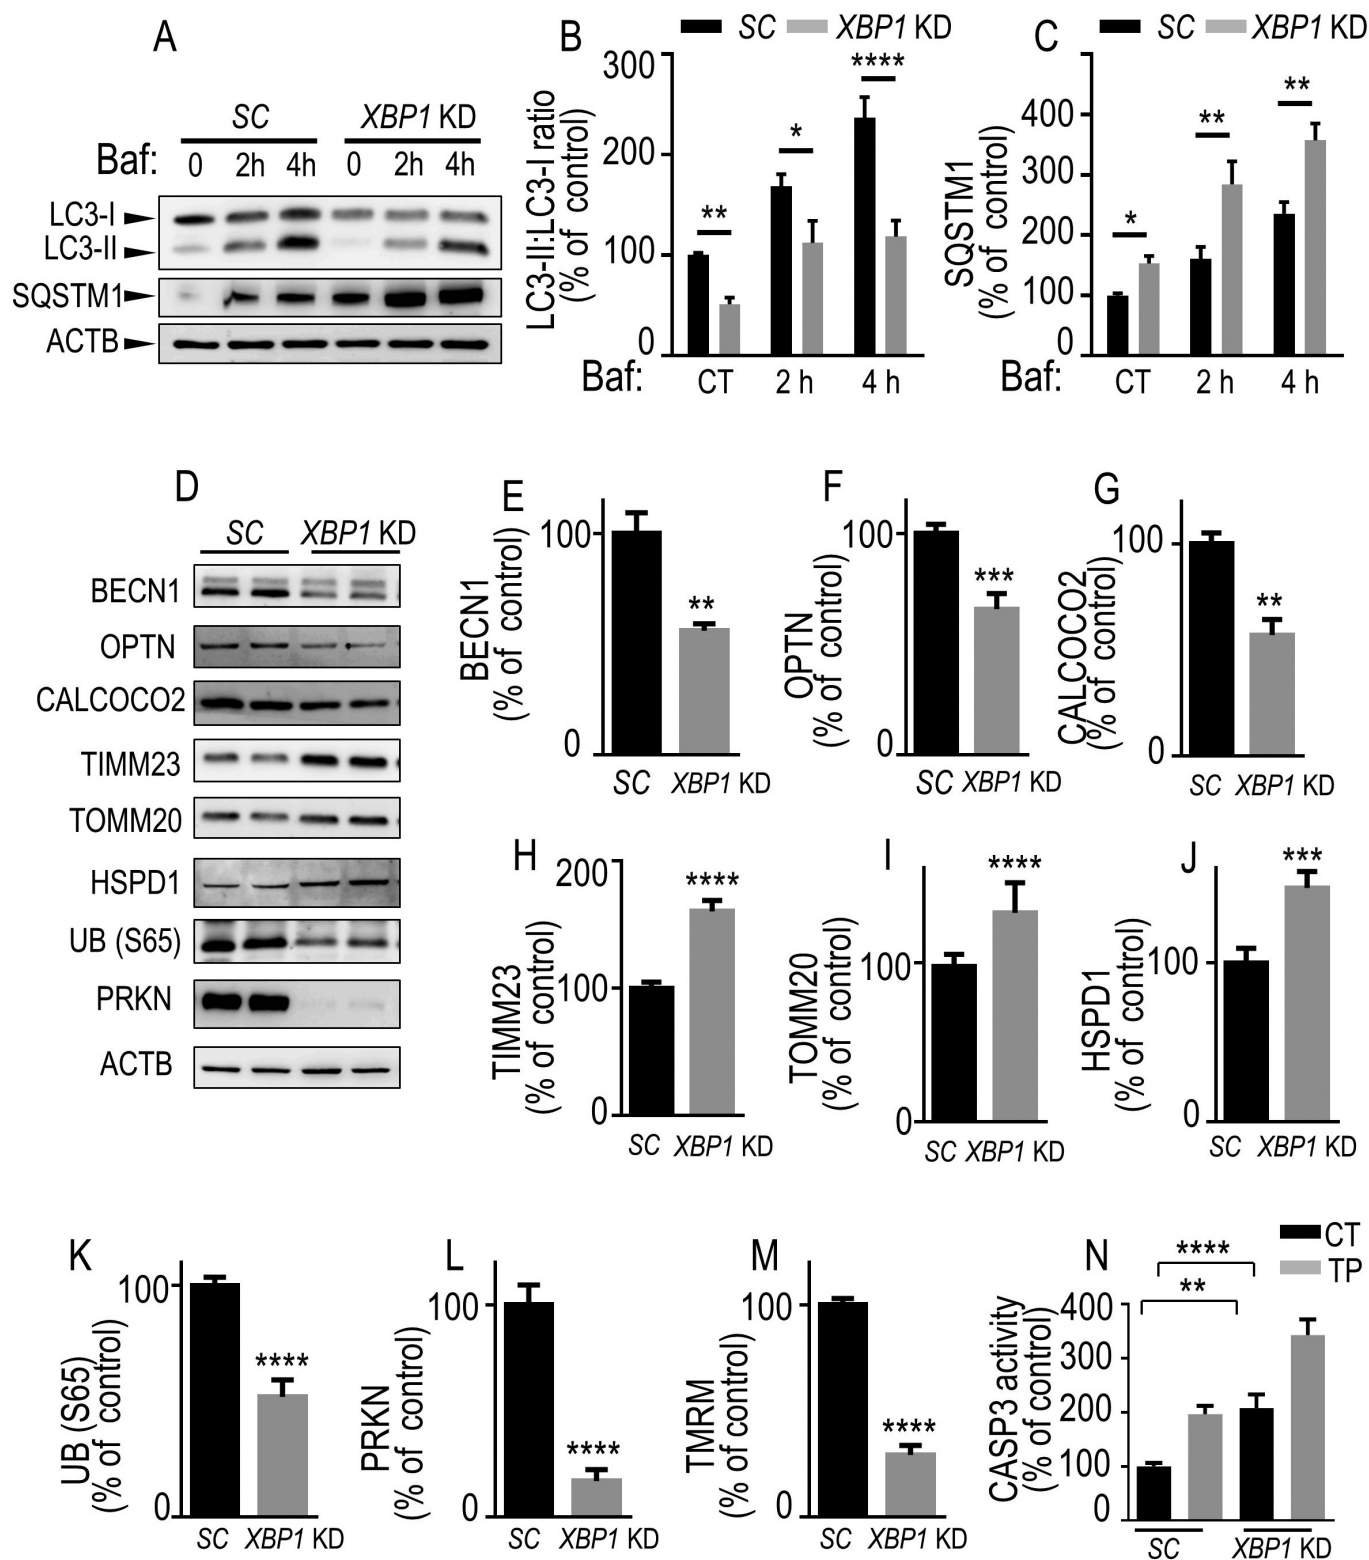 A
SC XBP1 KD
Baf: 0 2h 4h 0 2h 4h
LC3-I
LC3-II
SQSTM1
ACTB
B
SC XBP1 KD
LC3-II:LC3-I ratio
(% of control)
300
200
100
0
**
*
****
Baf: CT 2 h 4 h
C
SC XBP1 KD
SQSTM1
(% of control)
400
300
200
100
0
*
**
**
Baf: CT 2 h 4 h
D
SC XBP1 KD
BECN1
OPTN
CALCOCO2
TIMM23
TOMM20
HSPD1
UB (S65)
PRKN
ACTB
E
BECN1
(% of control)
100
0
**
SC XBP1 KD
F
OPTN
(% of control)
100
0
***
SC XBP1 KD
G
CALCOCO2
(% of control)
100
0
**
SC XBP1 KD
H
TIMM23
(% of control)
200
100
0
****
SC XBP1 KD
I
TOMM20
(% of control)
100
0
****
SC XBP1 KD
J
HSPD1
(% of control)
100
0
***
SC XBP1 KD
K
UB (S65)
(% of control)
100
0
****
SC XBP1 KD
L
PRKN
(% of control)
100
0
****
SC XBP1 KD
M
TMRM
(% of control)
100
0
****
SC XBP1 KD
N
CT
TP
****
**
CASP3 activity
(% of control)
400
300
200
100
0
SC XBP1 KD